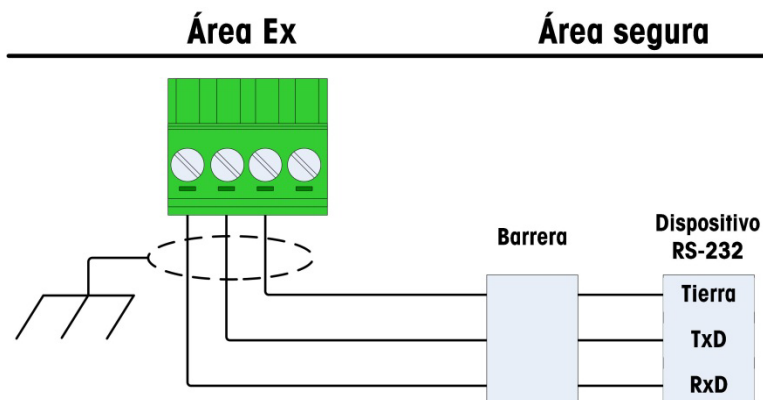 Área Ex
Área segura
Barrera
Dispositivo
RS-232
Tierra
TxD
RxD